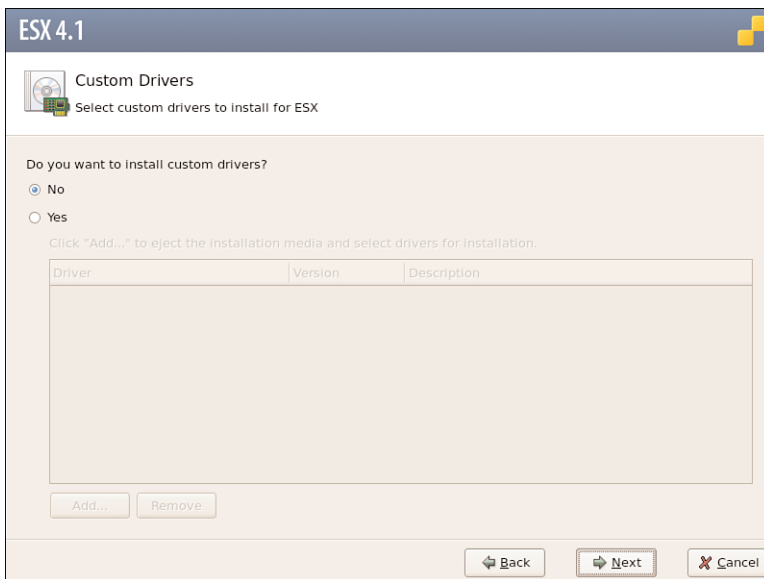 ESX 4.1
Custom Drivers
Select custom drivers to install for ESX
Do you want to install custom drivers?
No
Yes
Click "Add..." to eject the installation media and select drivers for installation.
Driver Version Description
Add... Remove
Back Next Cancel